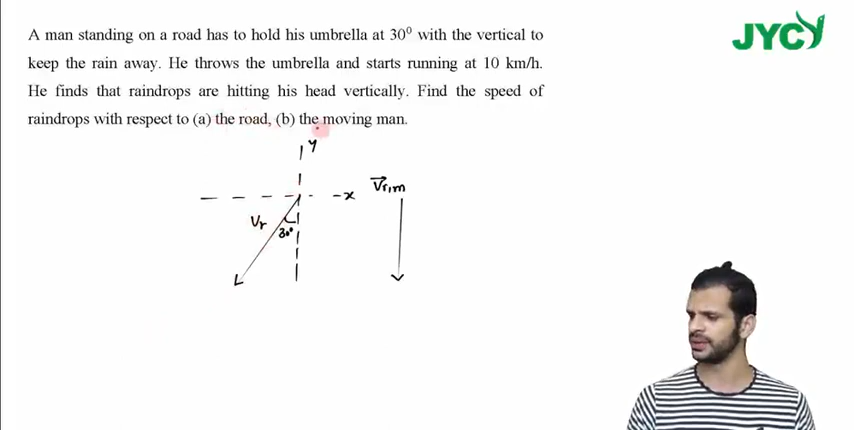 A man standing on a road has to hold his umbrella at 30⁰ with the vertical to
keep the rain away. He throws the umbrella and starts running at 10 km/h.
He finds that raindrops are hitting his head vertically. Find the speed of
raindrops with respect to (a) the road, (b) the moving man.
JYCY
y
x
Vr,m
Vr
30°